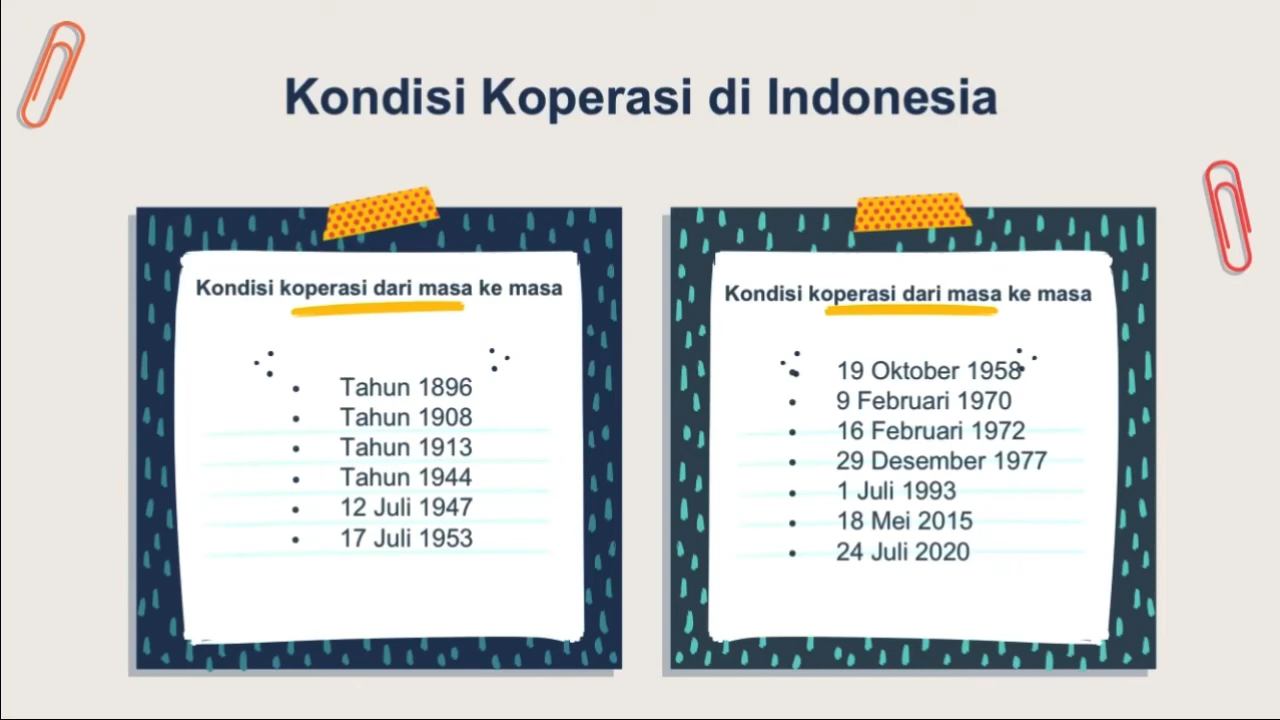 Kondisi Koperasi di Indonesia
Kondisi koperasi dari masa ke masa
• Tahun 1896
• Tahun 1908
• Tahun 1913
• Tahun 1944
• 12 Juli 1947
• 17 Juli 1953
Kondisi koperasi dari masa ke masa
• 19 Oktober 1958
• 9 Februari 1970
• 16 Februari 1972
• 29 Desember 1977
• 1 Juli 1993
• 18 Mei 2015
• 24 Juli 2020